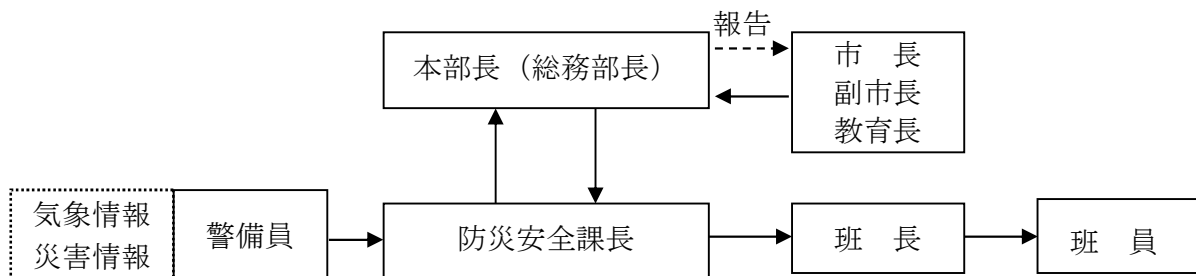 報告
本部長（総務部長）
市　長
副市長
教育長
気象情報
災害情報
警備員
防災安全課長
班　長
班　員